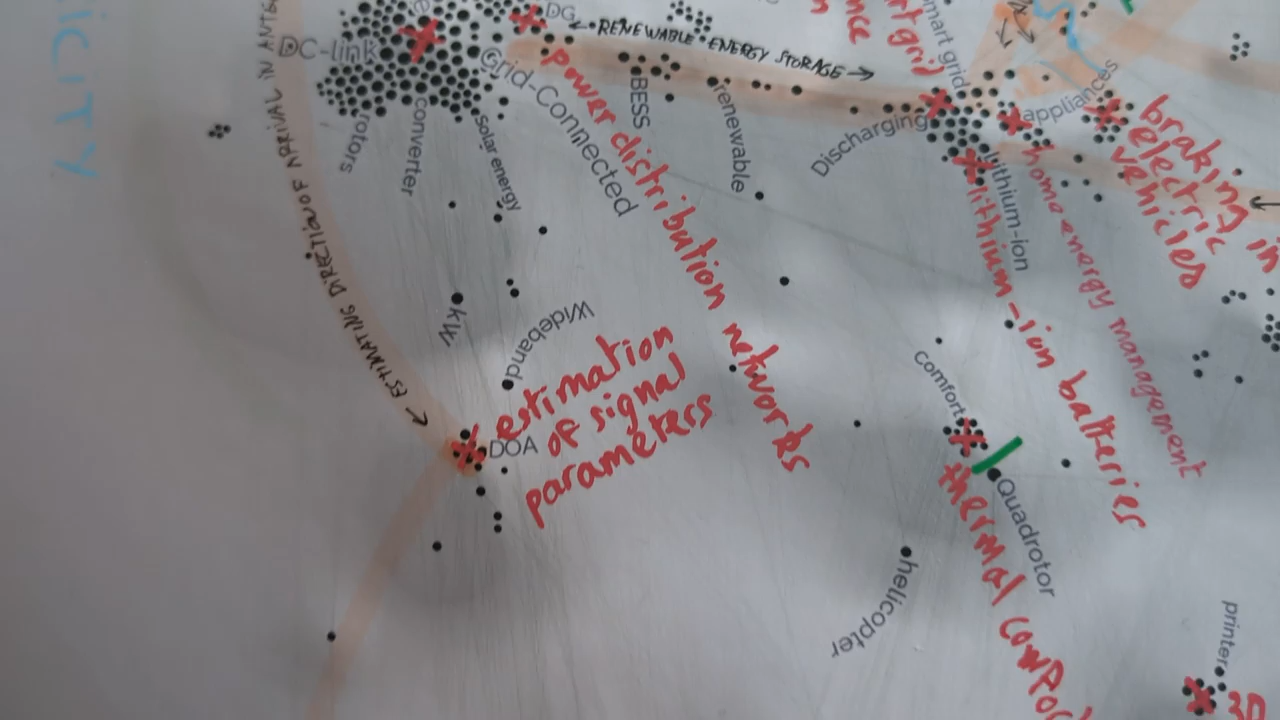 ICITY
ARRIVAL IN
← ESTIMATING DIRECTION OF
DC-link
DG
← RENEWABLE ENERGY STORAGE →
smart grid
appliances
Grid-Connected
BESS
renewable
Discharging
rotors
converter
Solar energy
power distribution networks
lithium-ion
lithium-ion batteries
home energy management
braking in
electric
vehicles
kW
Wideband
DOA
estimation
of signal
parameters
comfort
thermal
Quadrotor
helicopter
printer